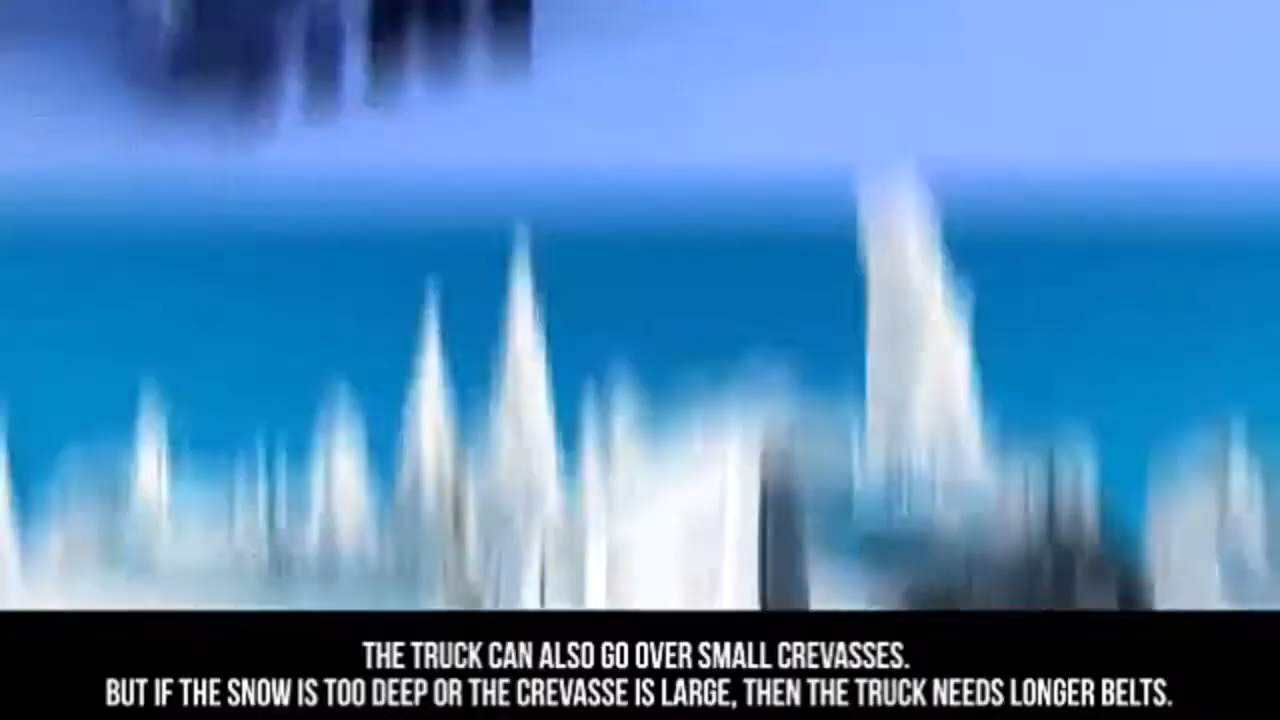 THE TRUCK CAN ALSO GO OVER SMALL CREVASSES.
BUT IF THE SNOW IS TOO DEEP OR THE CREVASSE IS LARGE, THEN THE TRUCK NEEDS LONGER BELTS.